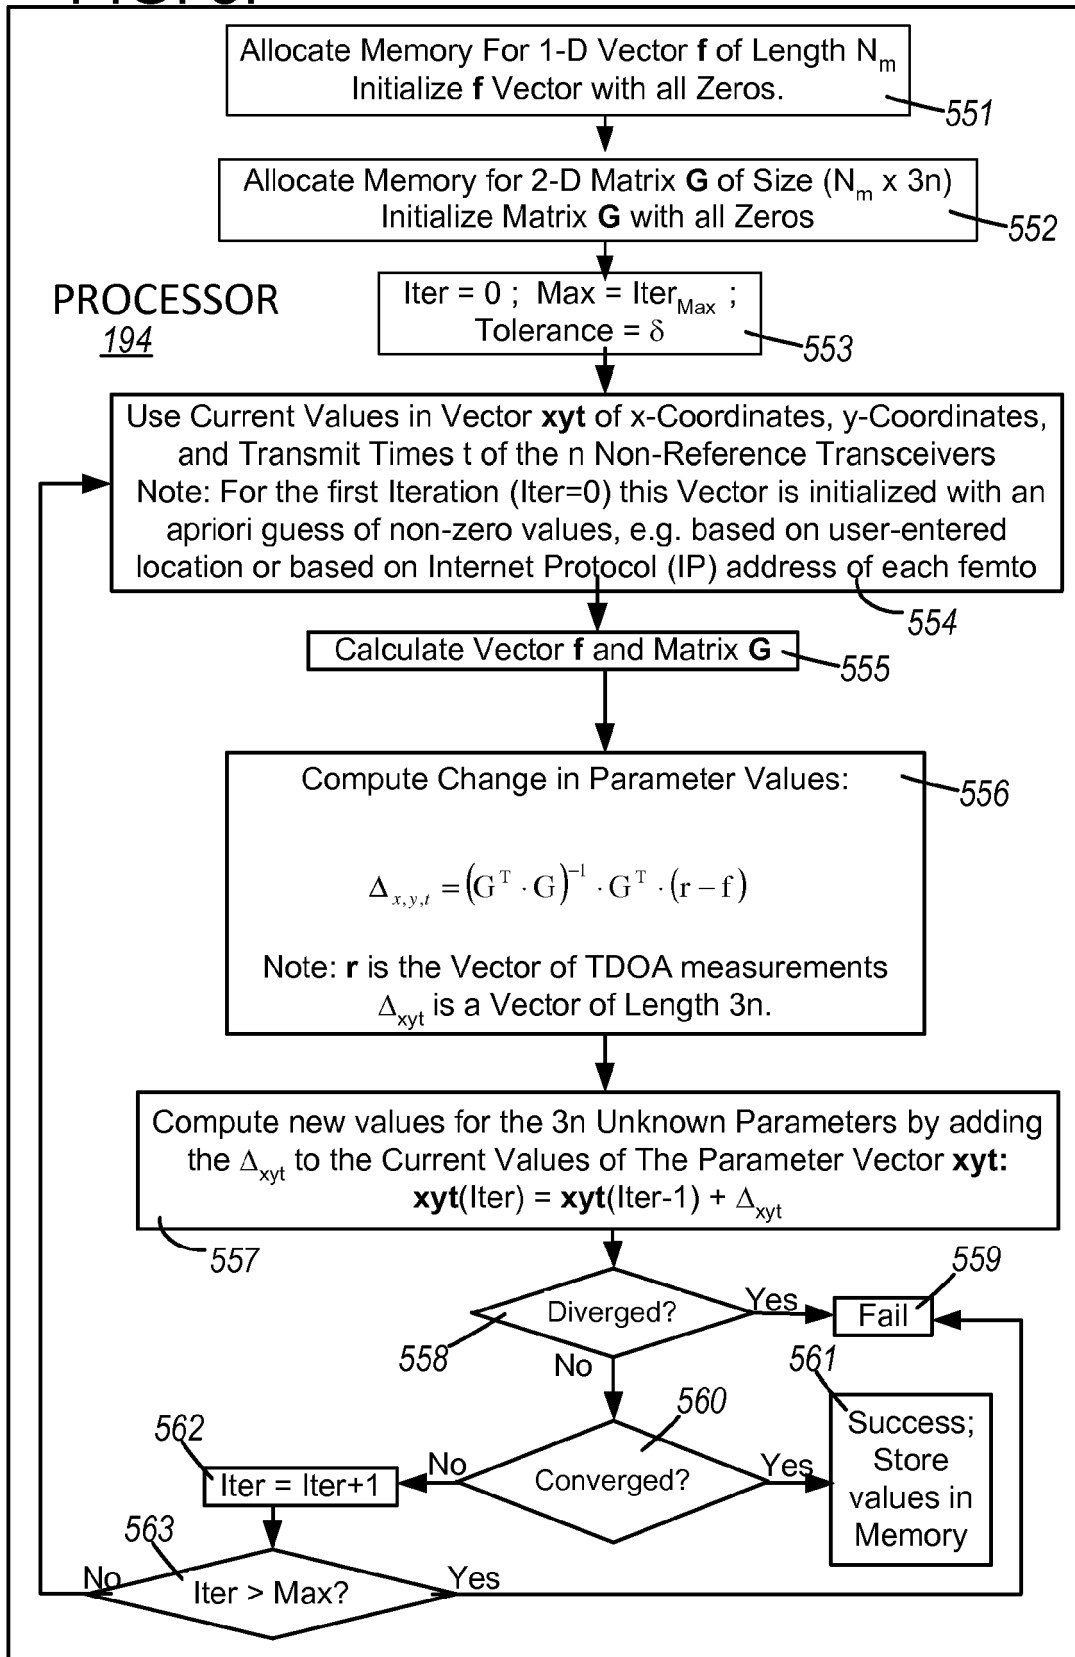 Allocate Memory For 1-D Vector f of Length Nₘ
Initialize f Vector with all Zeros.
551
Allocate Memory for 2-D Matrix G of Size (Nₘ x 3n)
Initialize Matrix G with all Zeros
552
PROCESSOR
194
Iter = 0 ; Max = Iter_Max ;
Tolerance = δ
553
Use Current Values in Vector xyt of x-Coordinates, y-Coordinates,
and Transmit Times t of the n Non-Reference Transceivers
Note: For the first Iteration (Iter=0) this Vector is initialized with an
apriori guess of non-zero values, e.g. based on user-entered
location or based on Internet Protocol (IP) address of each femto
554
Calculate Vector f and Matrix G
555
Compute Change in Parameter Values:
556
Δ_x,y,t = (Gᵀ · G)⁻¹ · Gᵀ · (r − f)
Note: r is the Vector of TDOA measurements
Δ_xyt is a Vector of Length 3n.
Compute new values for the 3n Unknown Parameters by adding
the Δ_xyt to the Current Values of The Parameter Vector xyt:
xyt(Iter) = xyt(Iter-1) + Δ_xyt
557
Diverged?
558
Yes
Fail
559
No
Converged?
560
Yes
Success;
Store
values in
Memory
561
No
Iter = Iter+1
562
Iter > Max?
563
No
Yes